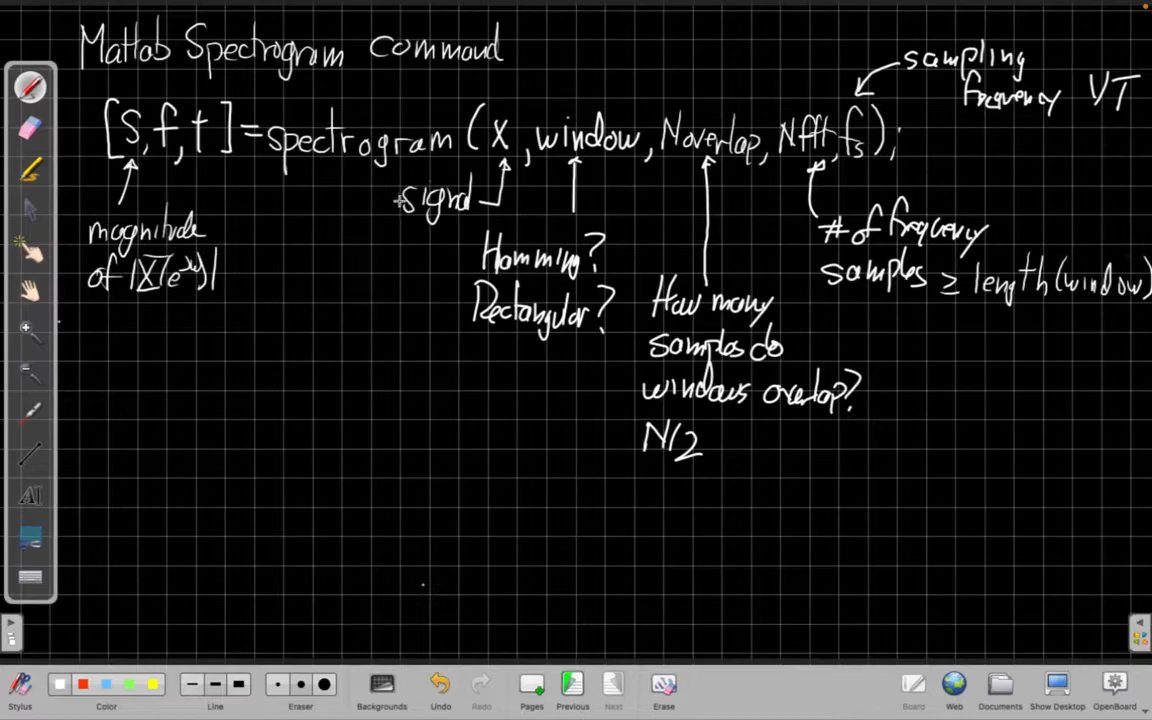 Matlab Spectrogram Command
[S, f, t] = spectrogram (X, window, Noverlap, Nfft, fs);
sampling
frequency 1/T
signal
magnitude
of |X(e^jω)|
Hamming?
Rectangular?
How many
samples do
windows overlap?
N/2
# of frequency
samples ≥ length (window)
AI
Stylus
Color
Line
Eraser
Backgrounds
Undo
Redo
Pages
Previous
Next
Erase
Board
Web
Documents
Show Desktop
OpenBoard